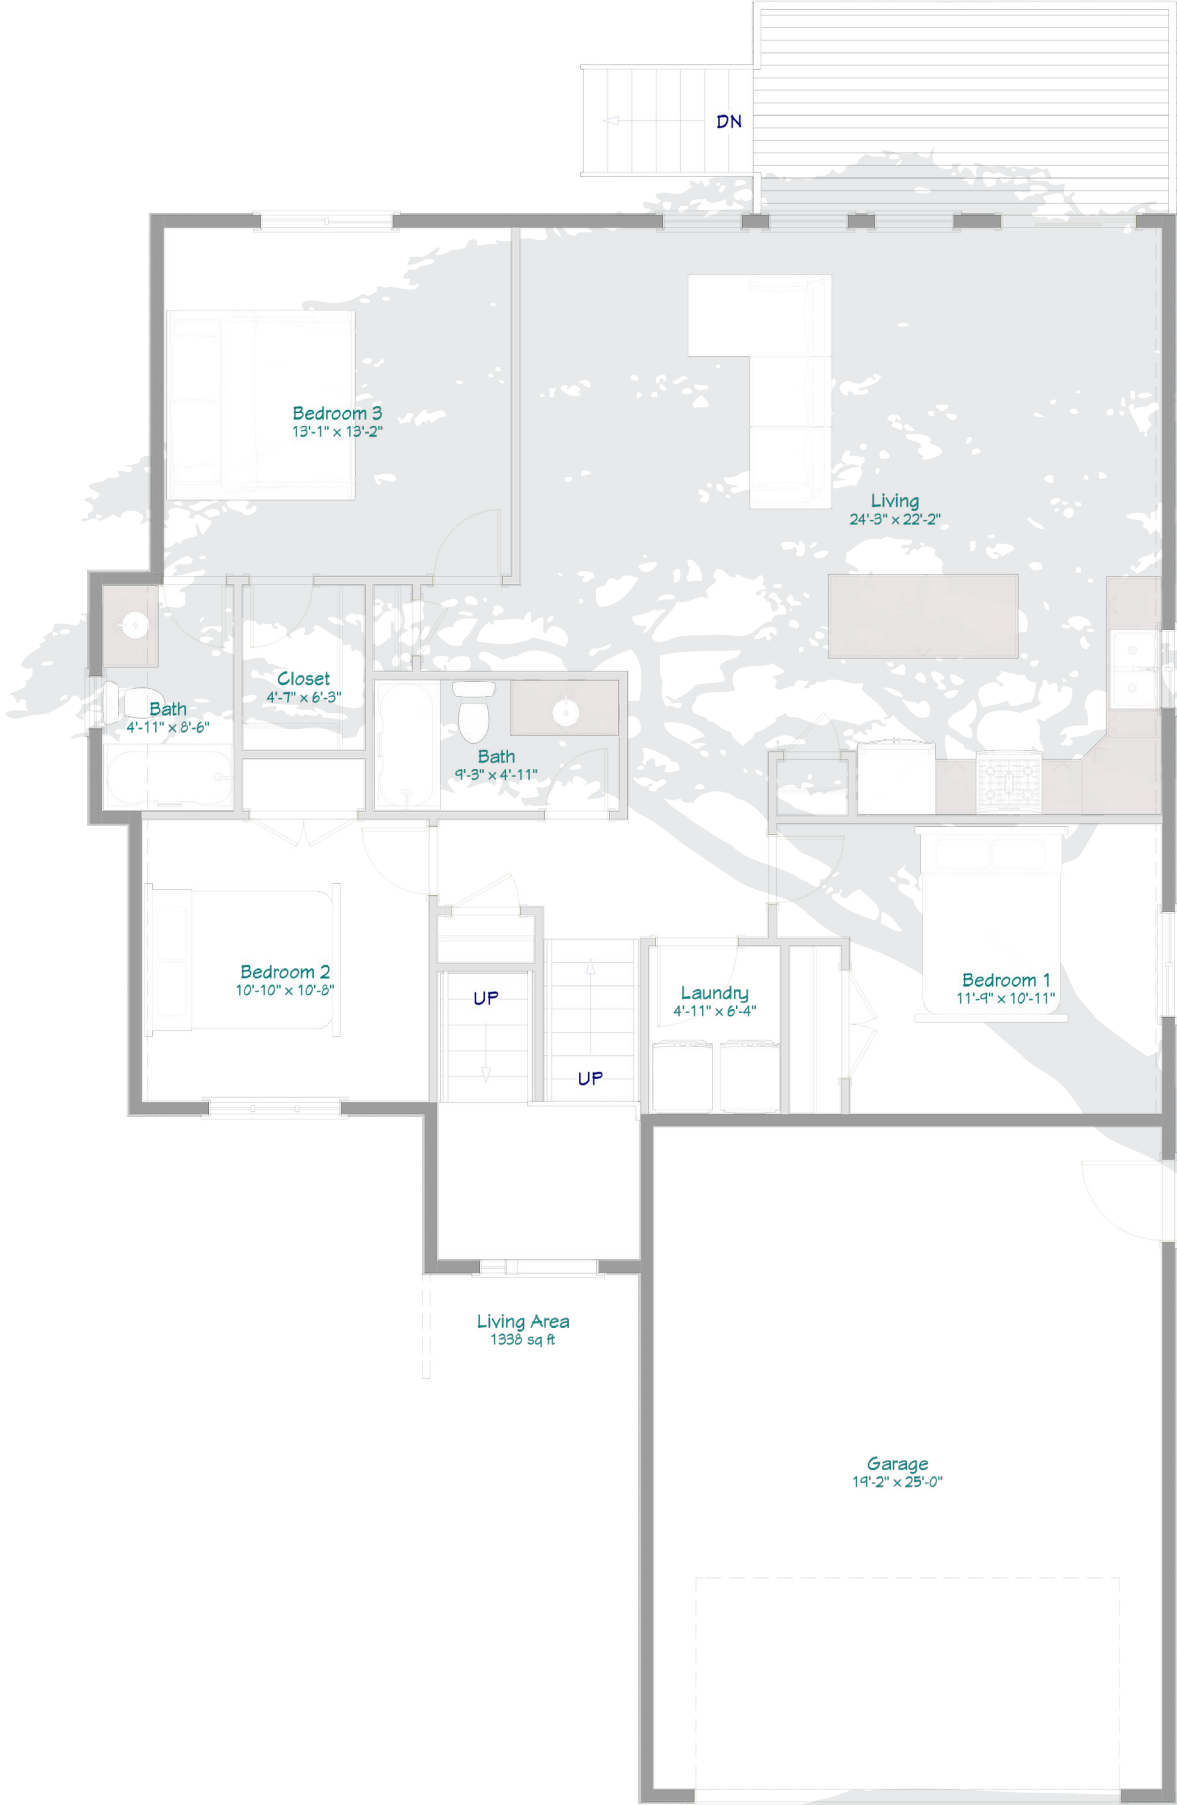 DN
Bedroom 3
13'-1" x 13'-2"
Living
24'-3" x 22'-2"
Closet
4'-7" x 6'-3"
Bath
4'-11" x 8'-6"
Bath
9'-3" x 4'-11"
Bedroom 2
10'-10" x 10'-8"
UP
UP
Laundry
4'-11" x 6'-4"
Bedroom 1
11'-9" x 10'-11"
Living Area
1338 sq ft
Garage
19'-2" x 25'-0"